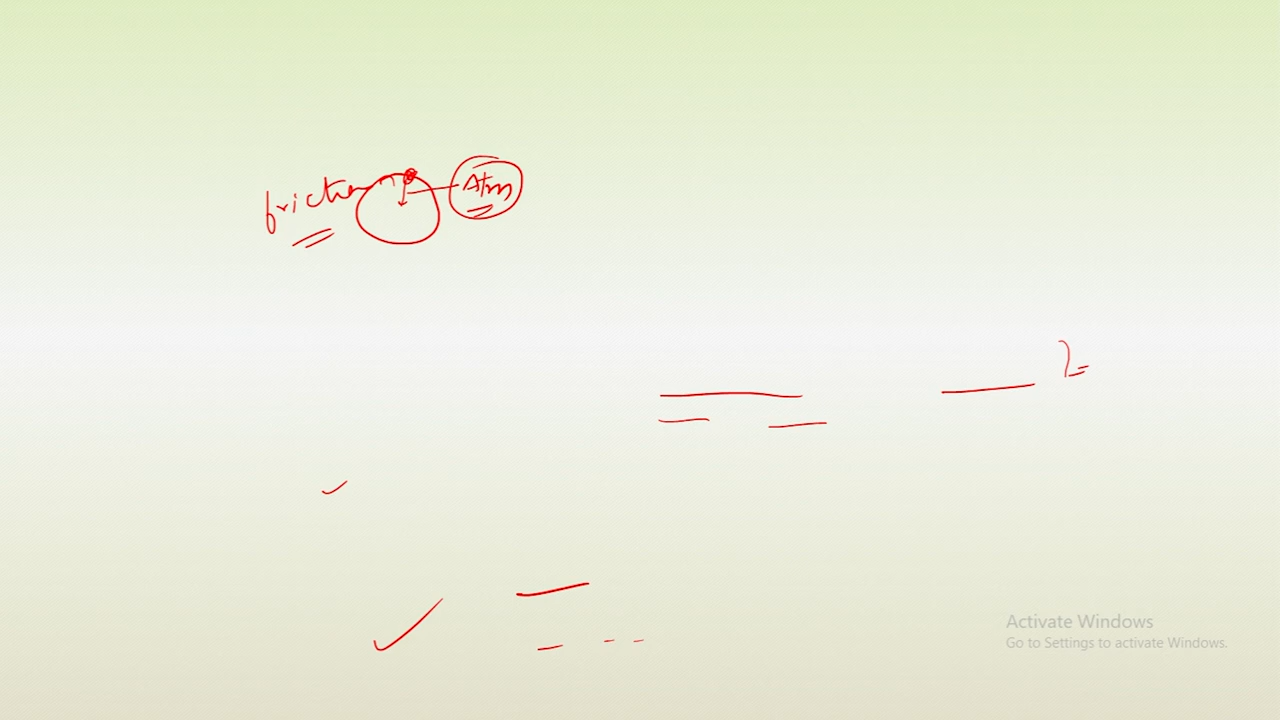 friction Atm
Activate Windows
Go to Settings to activate Windows.